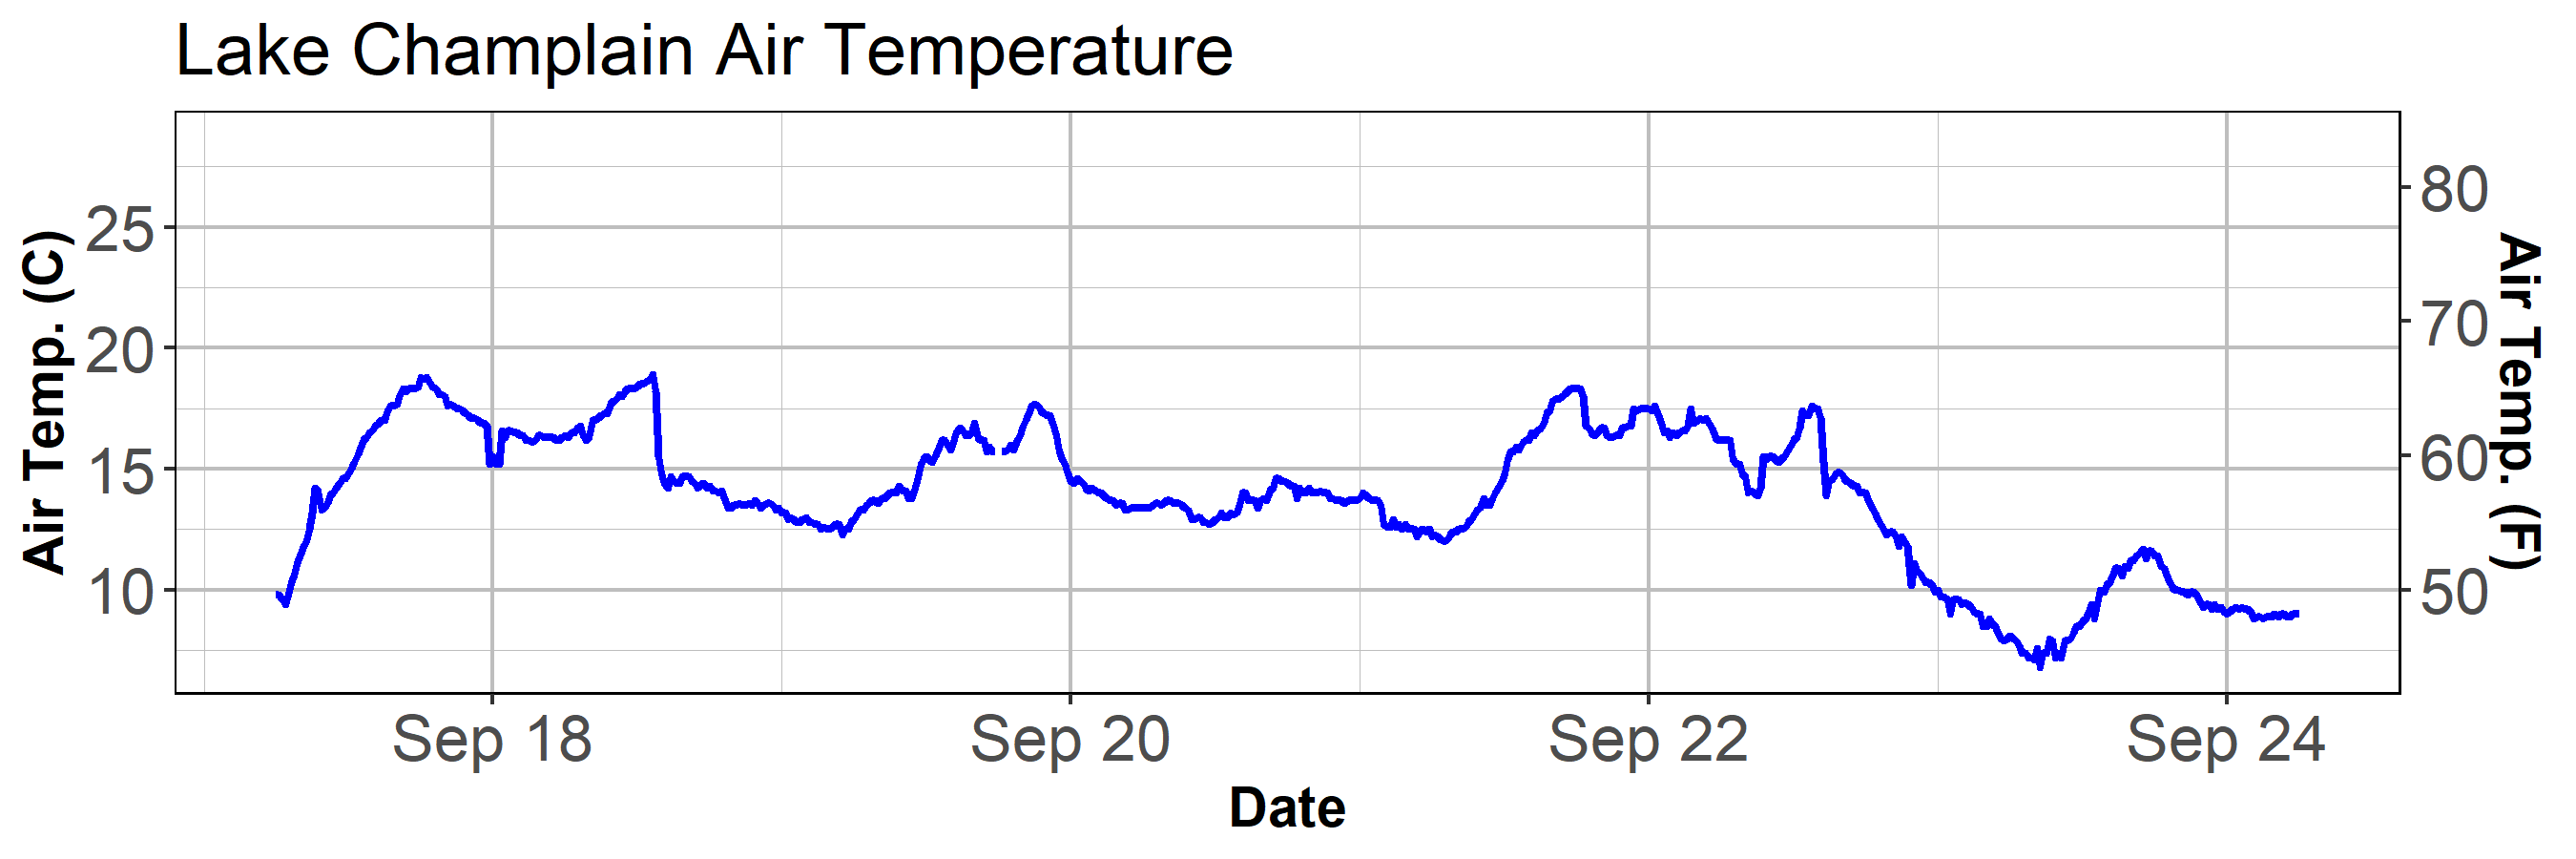 Lake Champlain Air Temperature
Air Temp. (C)
25
20
15
10
80
70
60
50
Air Temp. (F)
Sep 18 Sep 20 Sep 22 Sep 24
Date